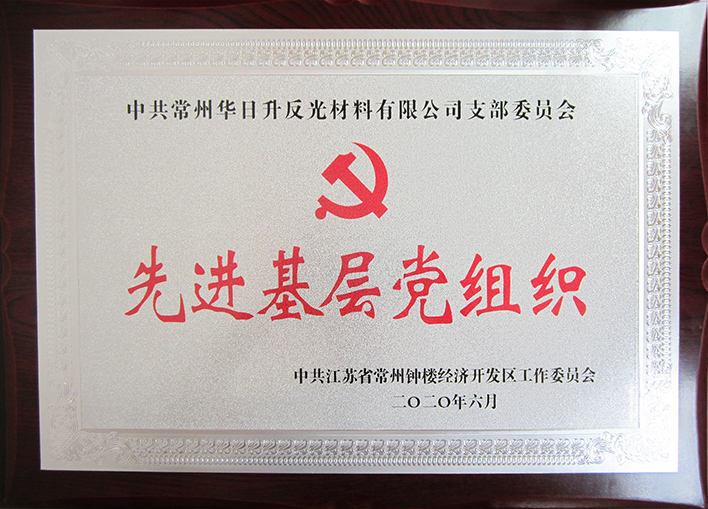 中共常州华日升反光材料有限公司支部委员会
先进基层党组织
中共江苏省常州钟楼经济开发区工作委员会
二〇二〇年六月